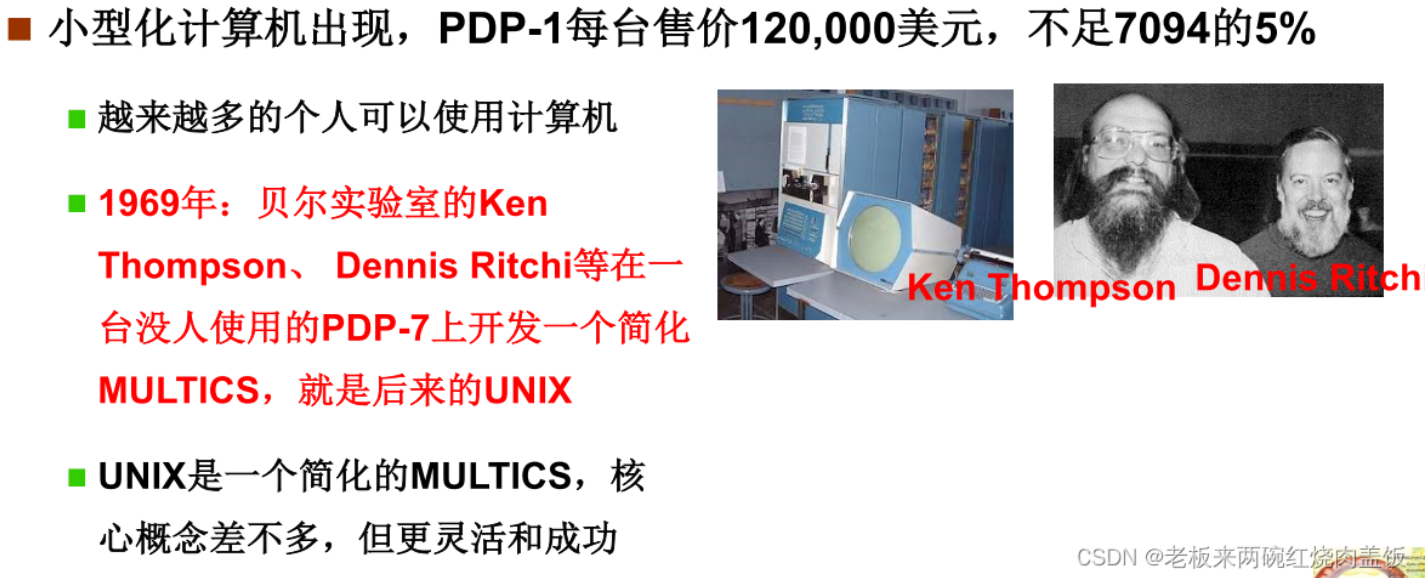 小型化计算机出现，PDP-1每台售价120,000美元，不足7094的5%
越来越多的个人可以使用计算机
1969年：贝尔实验室的Ken
Thompson、 Dennis Ritchi等在一
台没人使用的PDP-7上开发一个简化
MULTICS，就是后来的UNIX
UNIX是一个简化的MULTICS，核
心概念差不多，但更灵活和成功
Ken Thompson
Dennis Ritch
CSDN @老板来两碗红烧肉盖饭